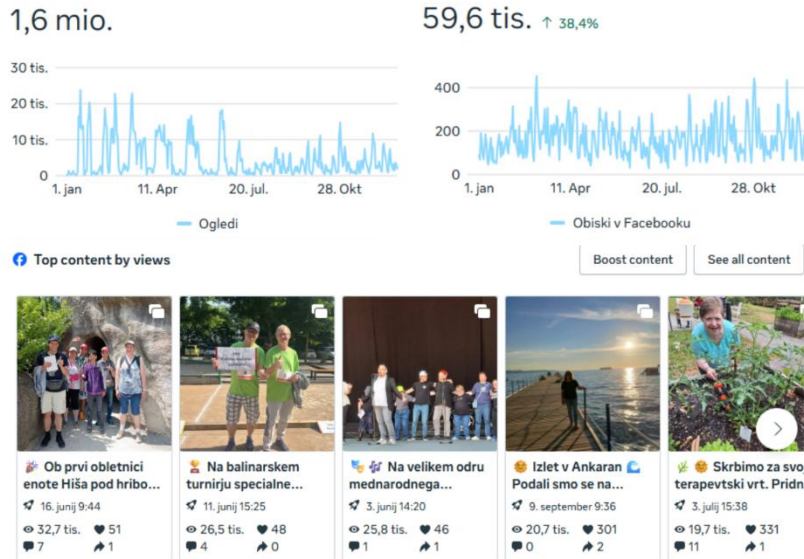 1,6 mio.
59,6 tis. ↑ 38,4%
30 tis.
20 tis.
10 tis.
0
1. jan 11. Apr 20. jul. 28. Okt
Ogledi
400
200
0
1. jan 11. Apr 20. jul. 28. Okt
Obiski v Facebooku
Top content by views
Boost content
See all content
🎉 Ob prvi obletnici
enote Hiša pod hribo...
16. junij 9:44
32,7 tis. 51
7 1
Na balinarskem
turnirju specialne...
11. junij 15:25
26,5 tis. 48
4 0
🎭 🎶 Na velikem odru
mednarodnega...
3. junij 14:20
25,8 tis. 46
1 1
🌞 Izlet v Ankaran 🌊
Podali smo se na...
9. september 9:36
20,7 tis. 301
0 2
🌿 🌞 Skrbimo za svo
terapevtski vrt. Pridn
3. julij 15:38
19,7 tis. 331
11 1